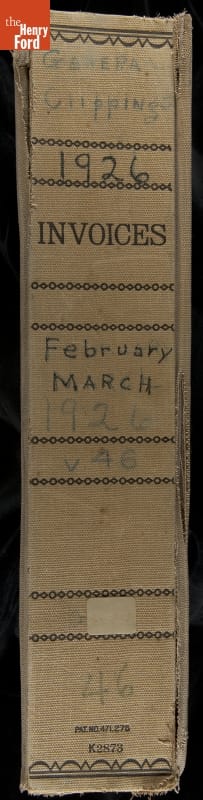 the
Henry
Ford
General
Clippings
1926
INVOICES
February
MARCH
1926
v 46
46
PAT. NO. 471,275
K2873